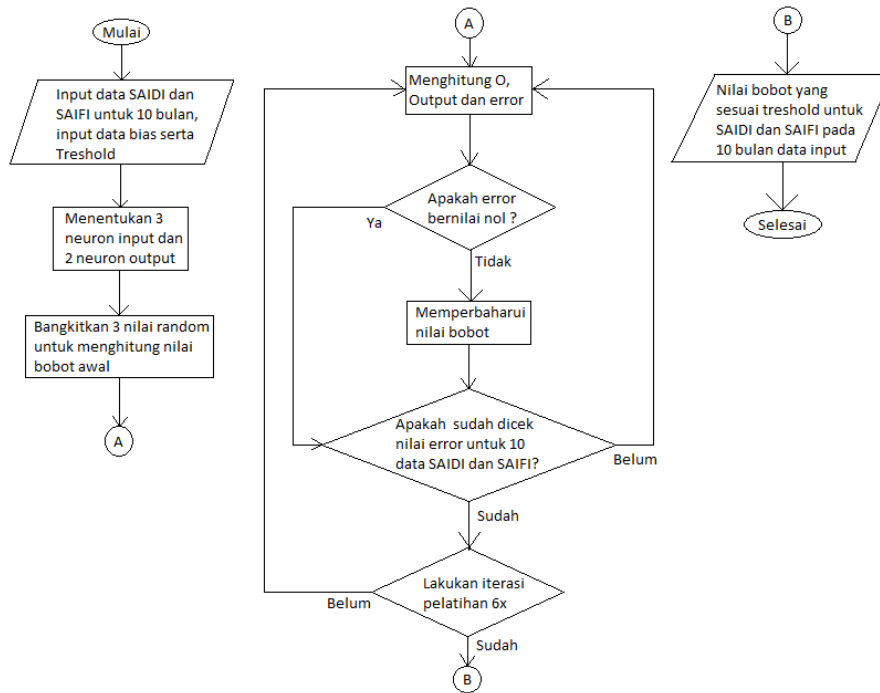 Mulai
Input data SAIDI dan
SAIFI untuk 10 bulan,
input data bias serta
Treshold
Menentukan 3
neuron input dan
2 neuron output
Bangkitkan 3 nilai random
untuk menghitung nilai
bobot awal
A
A
Menghitung O,
Output dan error
Apakah error
bernilai nol ?
Ya
Tidak
Memperbaharui
nilai bobot
Apakah sudah dicek
nilai error untuk 10
data SAIDI dan SAIFI?
Belum
Sudah
Lakukan iterasi
pelatihan 6x
Belum
Sudah
B
B
Nilai bobot yang
sesuai treshold untuk
SAIDI dan SAIFI pada
10 bulan data input
Selesai